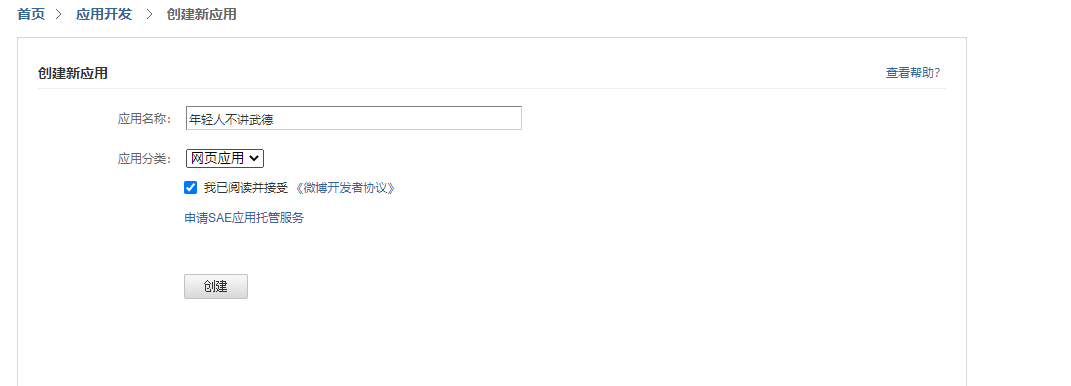 首页 > 应用开发 > 创建新应用
创建新应用 查看帮助?
应用名称: 年轻人不讲武德
应用分类: 网页应用
我已阅读并接受 《微博开发者协议》
申请SAE应用托管服务
创建